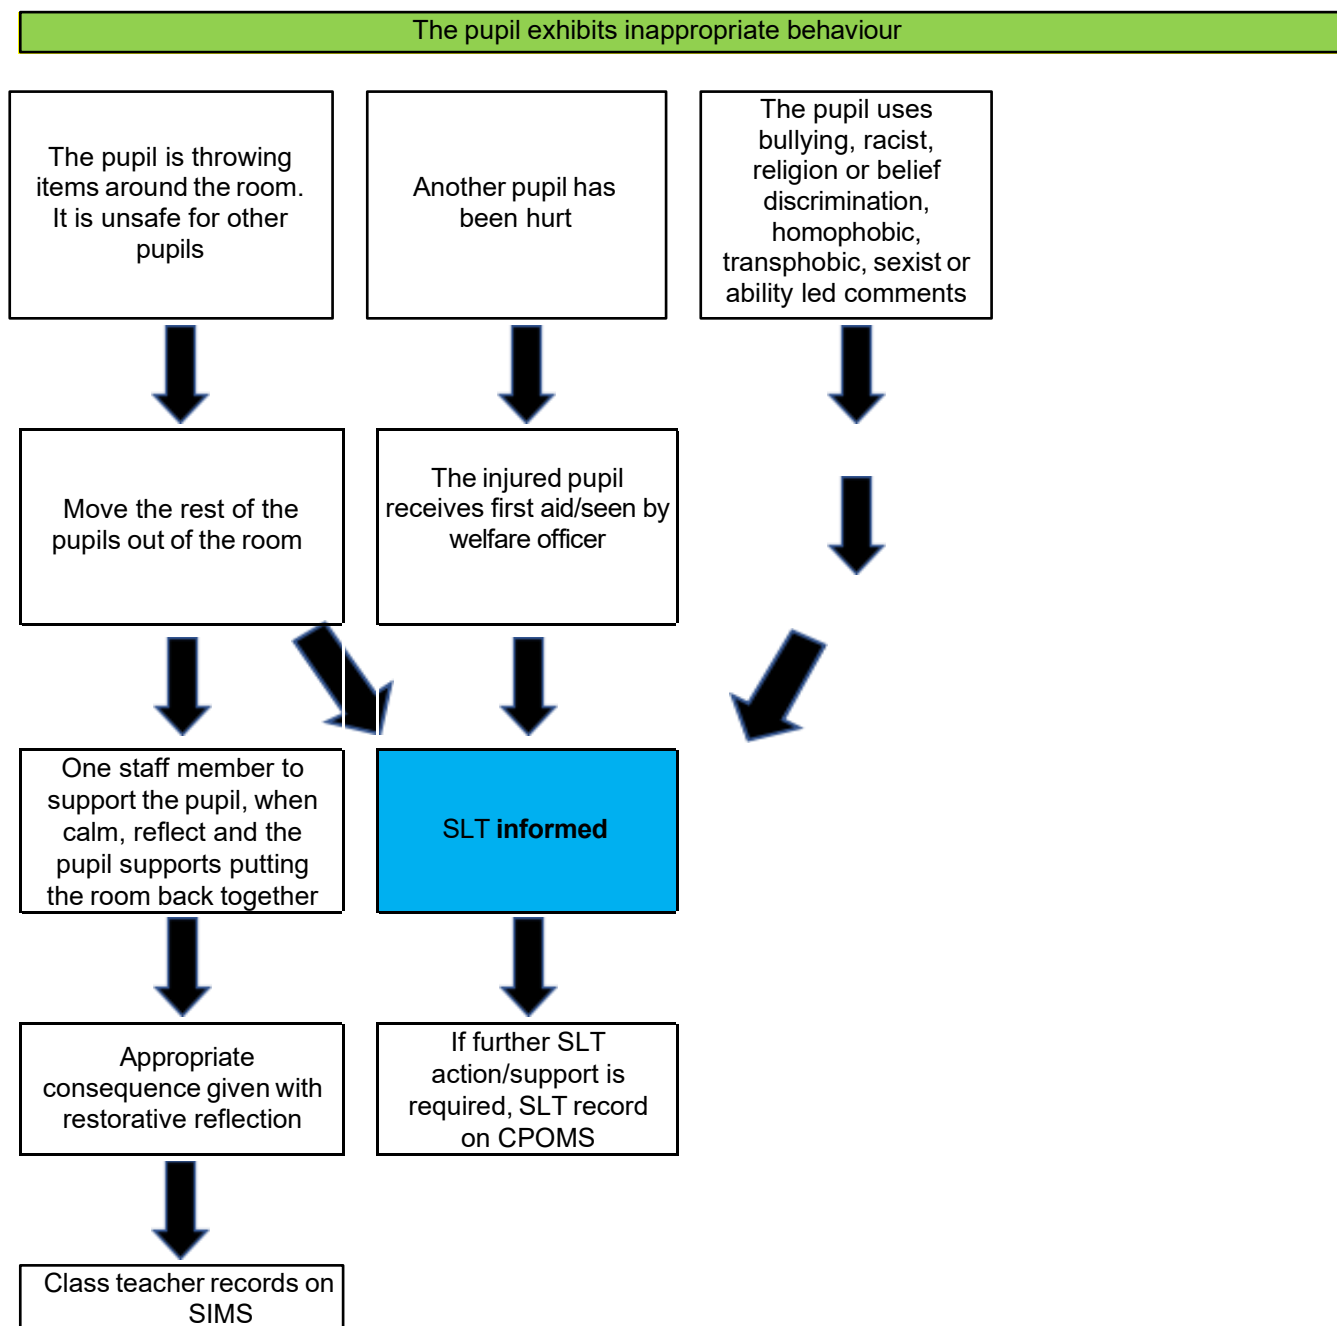 The pupil exhibits inappropriate behaviour
The pupil is throwing
items around the room.
It is unsafe for other
pupils
Another pupil has
been hurt
The pupil uses
bullying, racist,
religion or belief
discrimination,
homophobic,
transphobic, sexist or
ability led comments
Move the rest of the
pupils out of the room
The injured pupil
receives first aid/seen by
welfare officer
One staff member to
support the pupil, when
calm, reflect and the
pupil supports putting
the room back together
SLT informed
Appropriate
consequence given with
restorative reflection
If further SLT
action/support is
required, SLT record
on CPOMS
Class teacher records on
SIMS